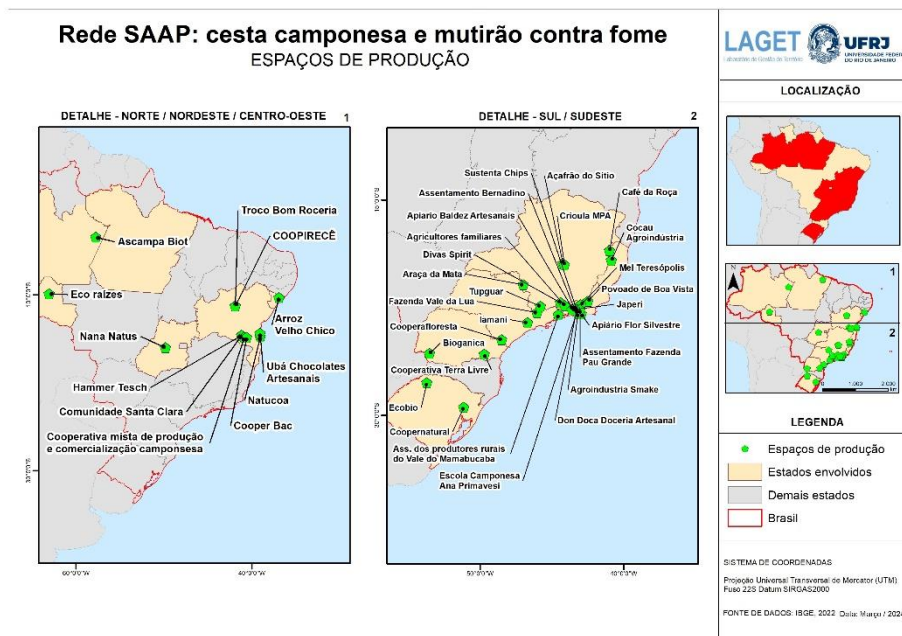 Rede SAAP: cesta camponesa e mutirão contra fome
ESPAÇOS DE PRODUÇÃO
DETALHE - NORTE / NORDESTE / CENTRO-OESTE 1
Troco Bom Roceria
COOPIRECÊ
Ascampa Biot
Eco raízes
Arroz
Velho Chico
Nana Natus
Ubá Chocolates
Artesanais
Hammer Tesch
Natucoa
Comunidade Santa Clara
Cooper Bac
Cooperativa mista de produção
e comercialização camponsesa
60°0'0"W
40°0'0"W
DETALHE - SUL / SUDESTE 2
Sustenta Chips
Açafrão do Sítio
Assentamento Bernadino
Café da Roça
Apiario Baldez Artesanais
Crioula MPA
Agricultores familiares
Cocau
Agroindústria
Divas Spirit
Mel Teresópolis
Araça da Mata
Povoado de Boa Vista
Tupguar
Fazenda Vale da Lua
Japeri
Iamani
Apiário Flor Silvestre
Cooperafloresta
Bioganica
Assentamento Fazenda
Pau Grande
Cooperativa Terra Livre
Agroindustria Smake
Ecobio
Don Doca Doceria Artesanal
Coopernatural
Ass. dos produtores rurais
do Vale do Mamabucaba
Escola Camponesa
Ana Primavesi
50°0'0"W
40°0'0"W
LAGET
Laboratório de Gestão do Território
UFRJ
UNIVERSIDADE FEDERAL
DO RIO DE JANEIRO
LOCALIZAÇÃO
N
1
2
0 1.000 2.000
LEGENDA
Espaços de produção
Estados envolvidos
Demais estados
Brasil
SISTEMA DE COORDENADAS
Projeção Universal Transversal de Mercator (UTM)
Fuso 22S Datum SIRGAS2000
FONTE DE DADOS: IBGE, 2022 Data: Março / 2024